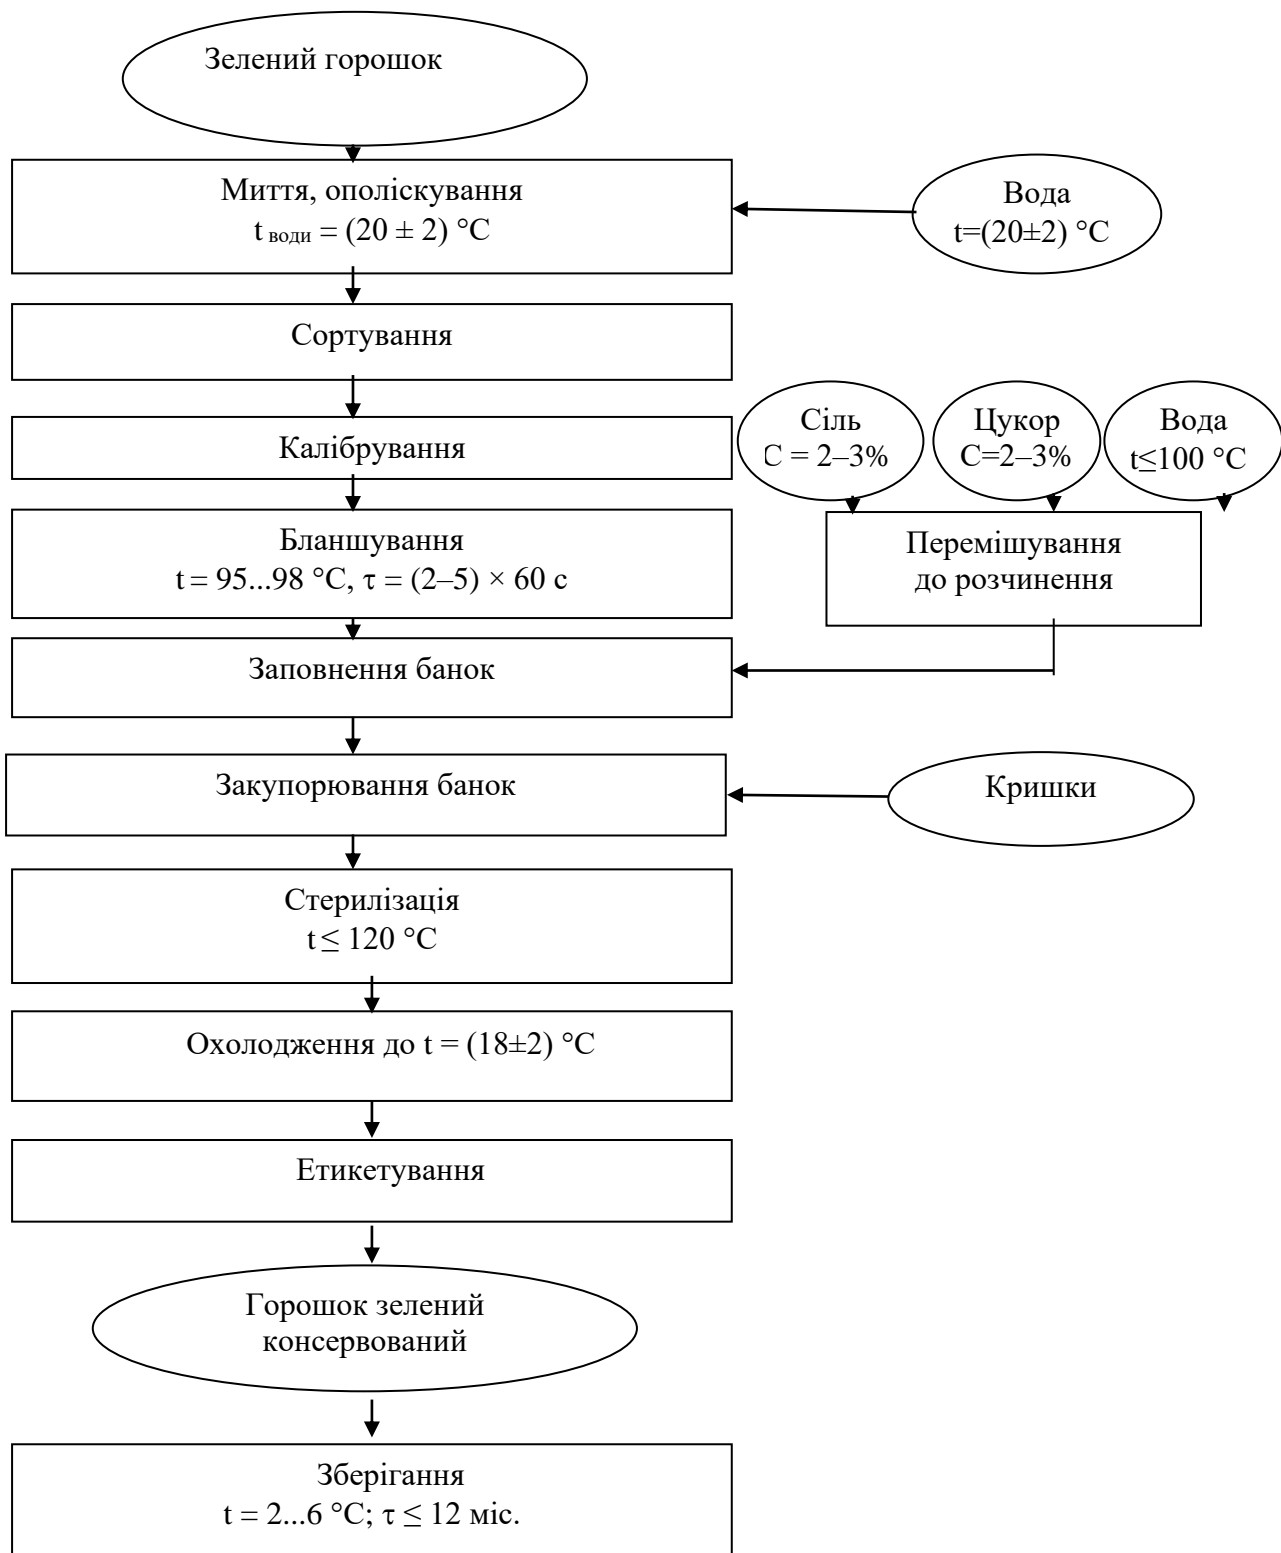 Зелений горошок
Миття, ополіскування
t води = (20 ± 2) °С
Вода
t=(20±2) °С
Сортування
Калібрування
Сіль
С = 2–3%
Цукор
С=2–3%
Вода
t≤100 °С
Бланшування
t = 95...98 °С, τ = (2–5) × 60 с
Перемішування
до розчинення
Заповнення банок
Закупорювання банок
Кришки
Стерилізація
t ≤ 120 °С
Охолодження до t = (18±2) °С
Етикетування
Горошок зелений
консервований
Зберігання
t = 2...6 °С; τ ≤ 12 міс.